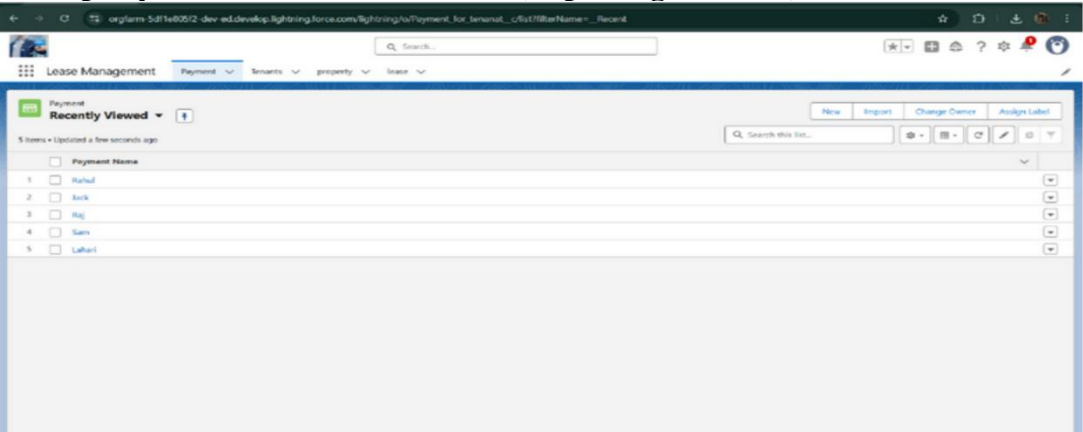 orgfarm-5df1e805f2-dev-ed.develop.lightning.force.com/lightning/o/Payment_for_tenanat__c/list?filterName=__Recent
Search...
Lease Management Payment Tenants property lease
Payment
Recently Viewed
New Import Change Owner Assign Label
5 items • Updated a few seconds ago
Search this list...
Payment Name
1 Rahul
2 Jack
3 Raj
4 Sam
5 Lahari